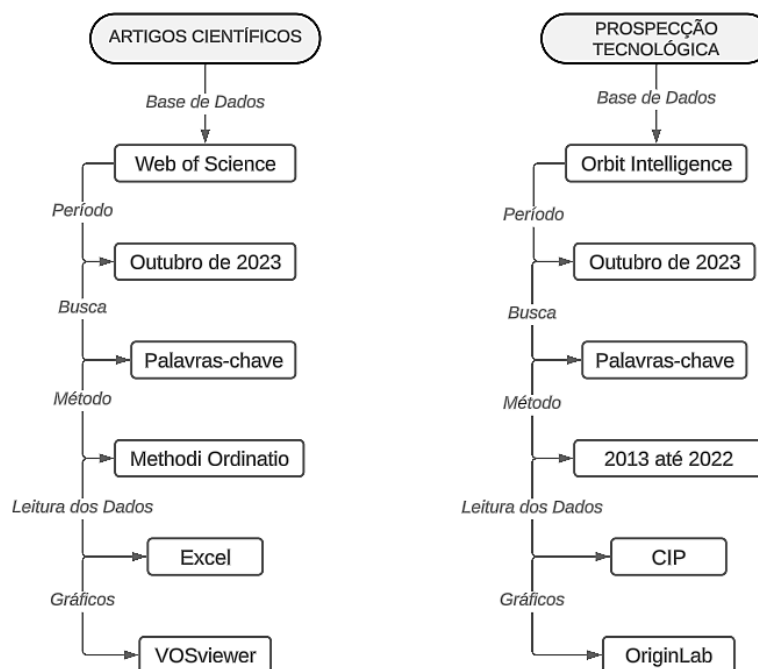 ARTIGOS CIENTÍFICOS
Base de Dados
Web of Science
Período
Outubro de 2023
Busca
Palavras-chave
Método
Methodi Ordinatio
Leitura dos Dados
Excel
Gráficos
VOSviewer
PROSPECÇÃO
TECNOLÓGICA
Base de Dados
Orbit Intelligence
Período
Outubro de 2023
Busca
Palavras-chave
Método
2013 até 2022
Leitura dos Dados
CIP
Gráficos
OriginLab